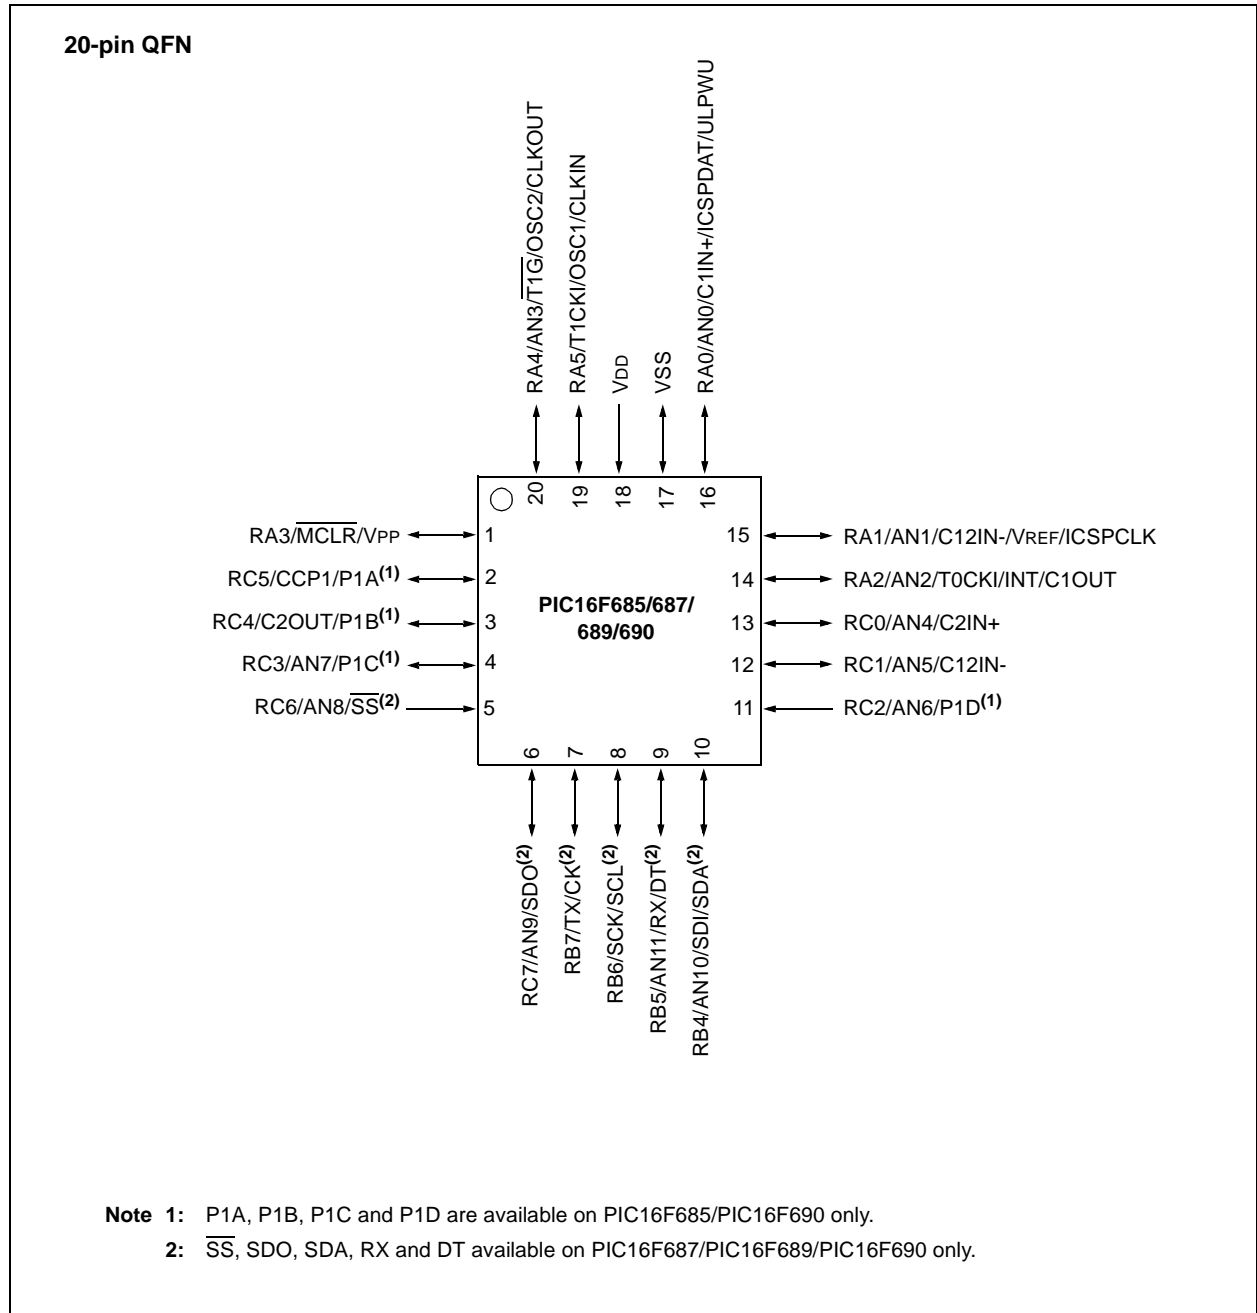 20-pin QFN
RA4/AN3/T̅1̅G̅/OSC2/CLKOUT
RA5/T1CKI/OSC1/CLKIN
VDD
VSS
RA0/AN0/C1IN+/ICSPDAT/ULPWU
20
19
18
17
16
RA3/M̅C̅L̅R̅/VPP
1
RC5/CCP1/P1A(1)
2
RC4/C2OUT/P1B(1)
3
RC3/AN7/P1C(1)
4
RC6/AN8/S̅S̅(2)
5
PIC16F685/687/
689/690
15
RA1/AN1/C12IN-/VREF/ICSPCLK
14
RA2/AN2/T0CKI/INT/C1OUT
13
RC0/AN4/C2IN+
12
RC1/AN5/C12IN-
11
RC2/AN6/P1D(1)
6
7
8
9
10
RC7/AN9/SDO(2)
RB7/TX/CK(2)
RB6/SCK/SCL(2)
RB5/AN11/RX/DT(2)
RB4/AN10/SDI/SDA(2)
Note 1: P1A, P1B, P1C and P1D are available on PIC16F685/PIC16F690 only.
2: S̅S̅, SDO, SDA, RX and DT available on PIC16F687/PIC16F689/PIC16F690 only.